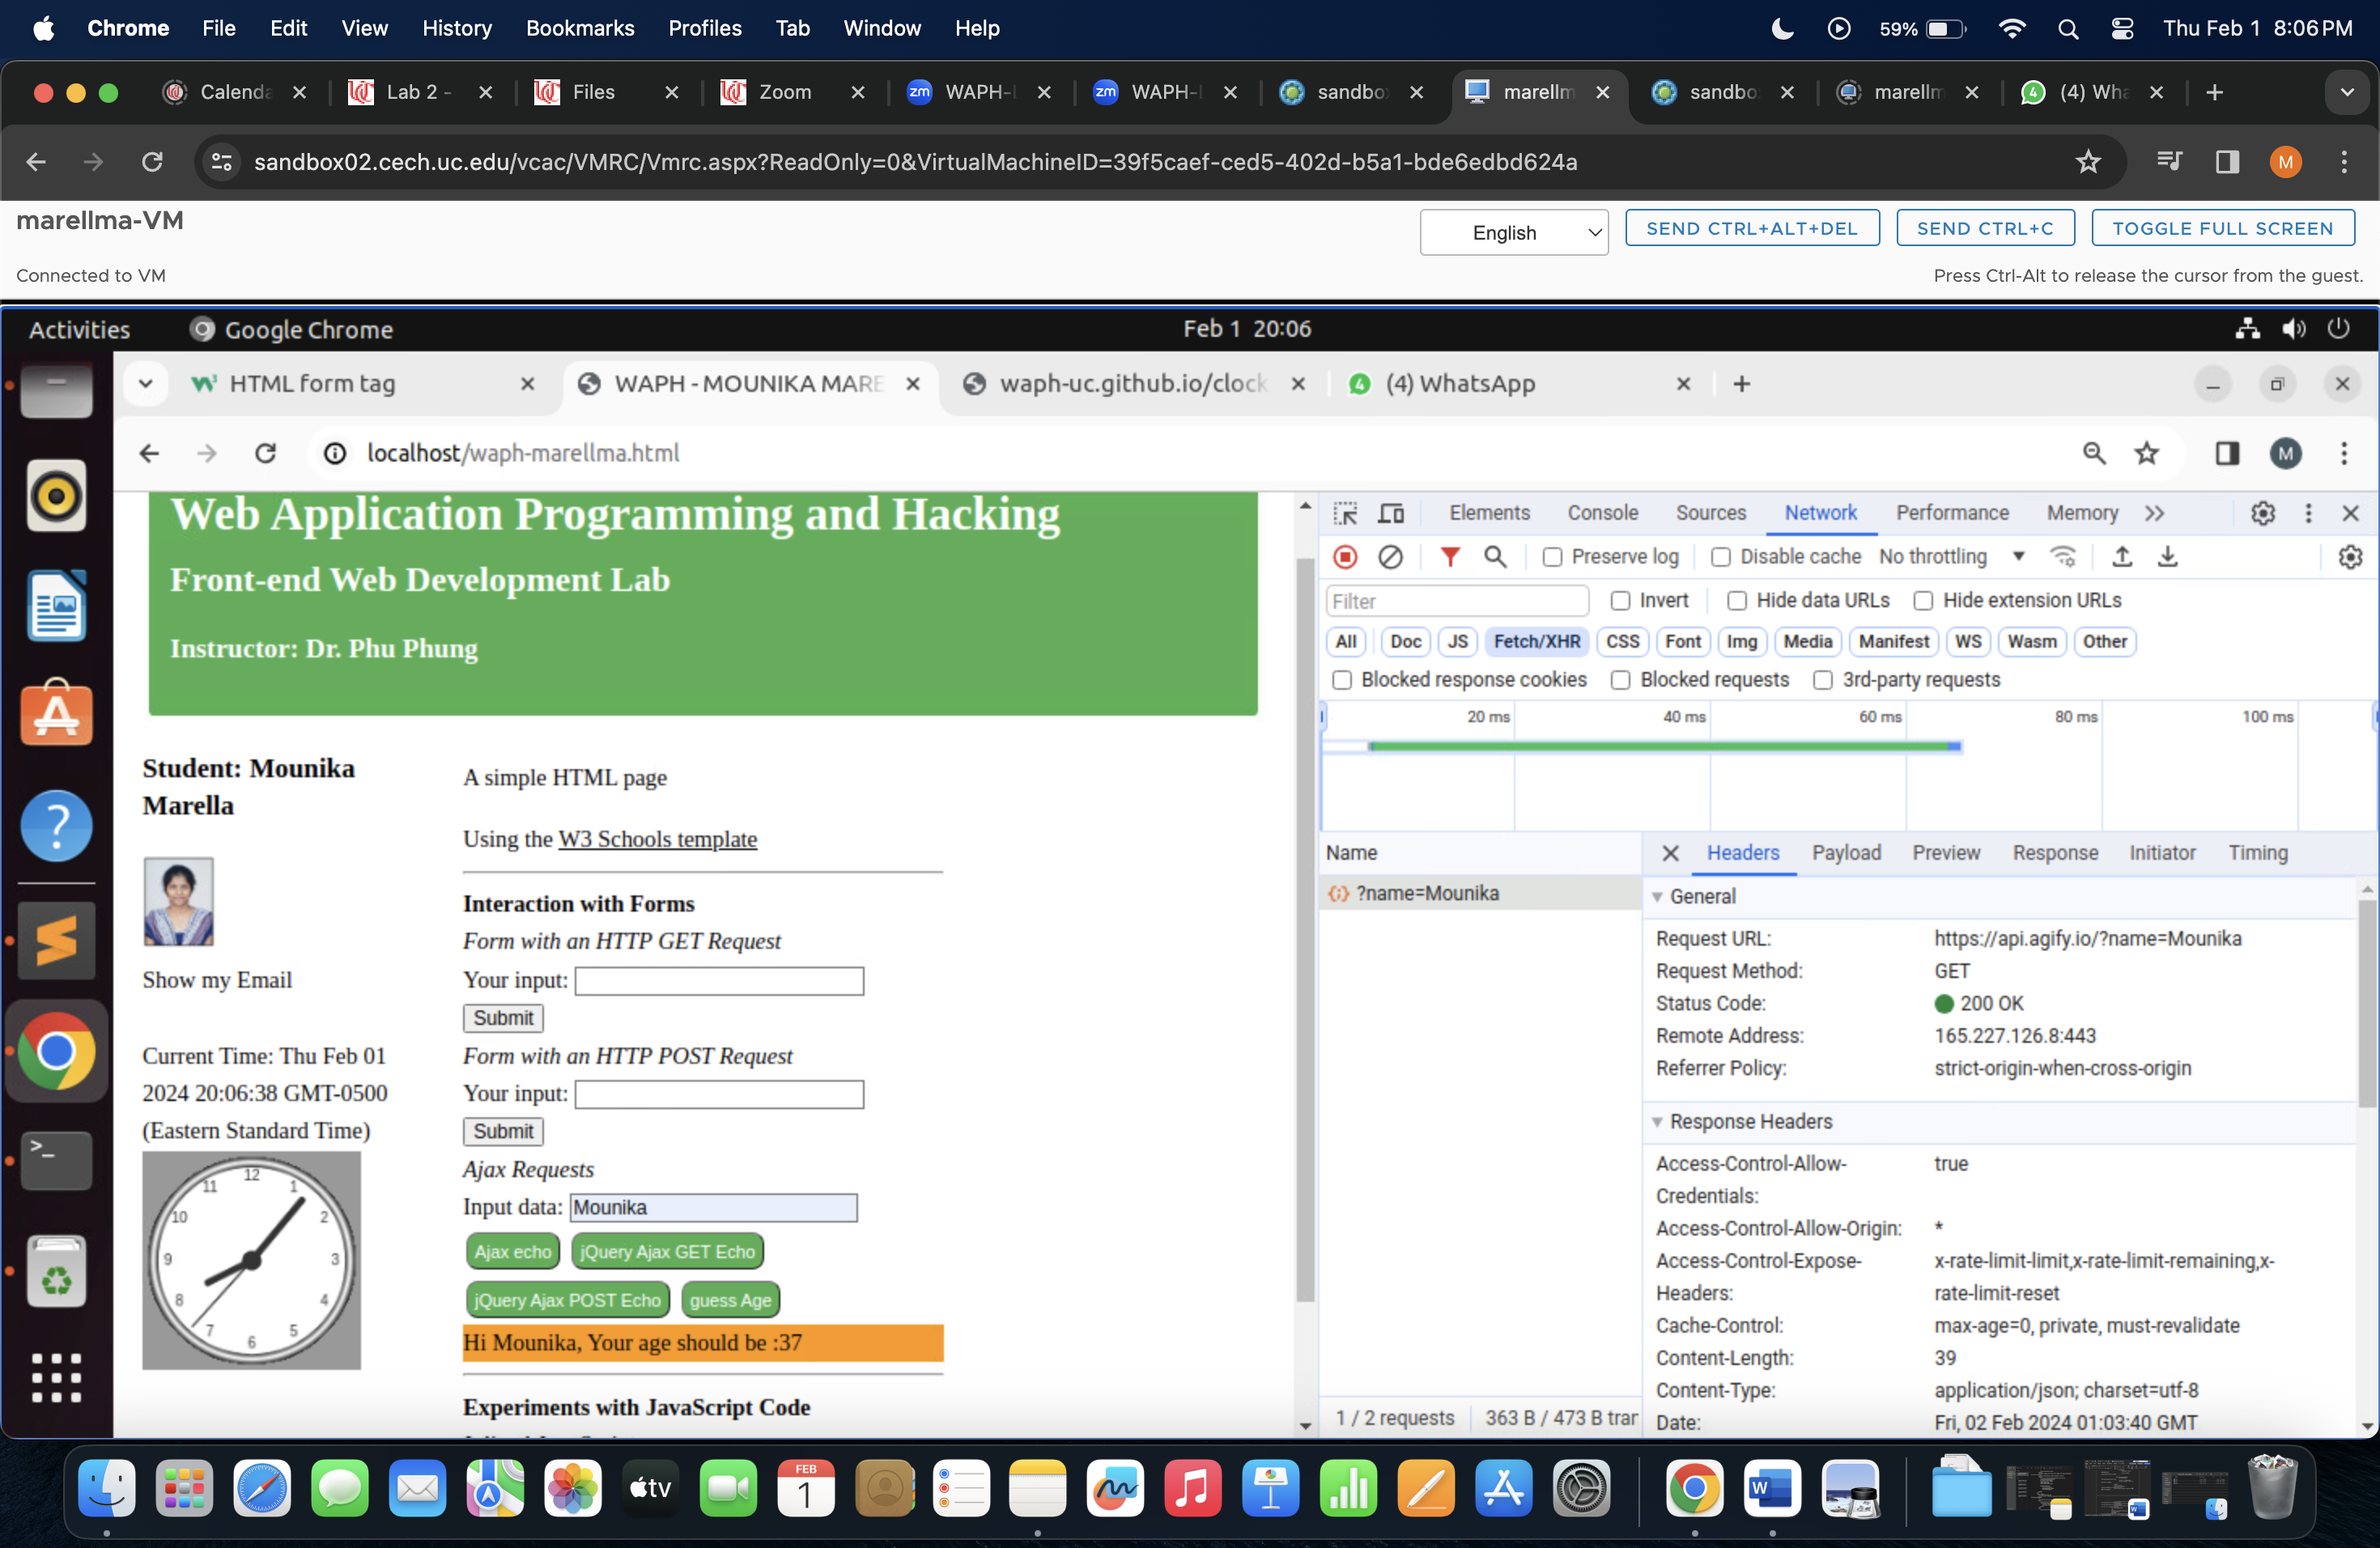 Chrome File Edit View History Bookmarks Profiles Tab Window Help 59% Thu Feb 1 8:06 PM
Calenda Lab 2 - Files Zoom WAPH-L WAPH-L sandbo marellm sandbo marellm (4) Wha
sandbox02.cech.uc.edu/vcac/VMRC/Vmrc.aspx?ReadOnly=0&VirtualMachineID=39f5caef-ced5-402d-b5a1-bde6edbd624a M
marellma-VM
English SEND CTRL+ALT+DEL SEND CTRL+C TOGGLE FULL SCREEN
Connected to VM
Press Ctrl-Alt to release the cursor from the guest.
Activities Google Chrome Feb 1 20:06
HTML form tag WAPH - MOUNIKA MARE waph-uc.github.io/clock (4) WhatsApp
localhost/waph-marellma.html M
Web Application Programming and Hacking
Front-end Web Development Lab
Instructor: Dr. Phu Phung
Student: Mounika
Marella
Show my Email
Current Time: Thu Feb 01
2024 20:06:38 GMT-0500
(Eastern Standard Time)
12
11 1
10 2
9 3
8 4
7 5
6
A simple HTML page
Using the W3 Schools template
Interaction with Forms
Form with an HTTP GET Request
Your input:
Submit
Form with an HTTP POST Request
Your input:
Submit
Ajax Requests
Input data: Mounika
Ajax echo jQuery Ajax GET Echo
jQuery Ajax POST Echo guess Age
Hi Mounika, Your age should be :37
Experiments with JavaScript Code
Elements Console Sources Network Performance Memory
Preserve log Disable cache No throttling
Filter Invert Hide data URLs Hide extension URLs
All Doc JS Fetch/XHR CSS Font Img Media Manifest WS Wasm Other
Blocked response cookies Blocked requests 3rd-party requests
20 ms 40 ms 60 ms 80 ms 100 ms
Name
?name=Mounika
1 / 2 requests 363 B / 473 B tran
Headers Payload Preview Response Initiator Timing
General
Request URL: https://api.agify.io/?name=Mounika
Request Method: GET
Status Code: 200 OK
Remote Address: 165.227.126.8:443
Referrer Policy: strict-origin-when-cross-origin
Response Headers
Access-Control-Allow- true
Credentials:
Access-Control-Allow-Origin: *
Access-Control-Expose- x-rate-limit-limit,x-rate-limit-remaining,x-
Headers: rate-limit-reset
Cache-Control: max-age=0, private, must-revalidate
Content-Length: 39
Content-Type: application/json; charset=utf-8
Date: Fri, 02 Feb 2024 01:03:40 GMT
tv
FEB
1
W